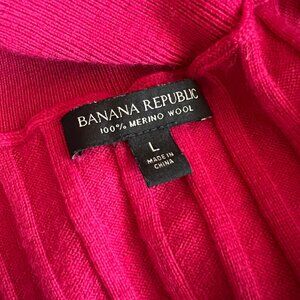 BANANA REPUBLIC
100% MERINO WOOL
L
MADE IN
CHINA